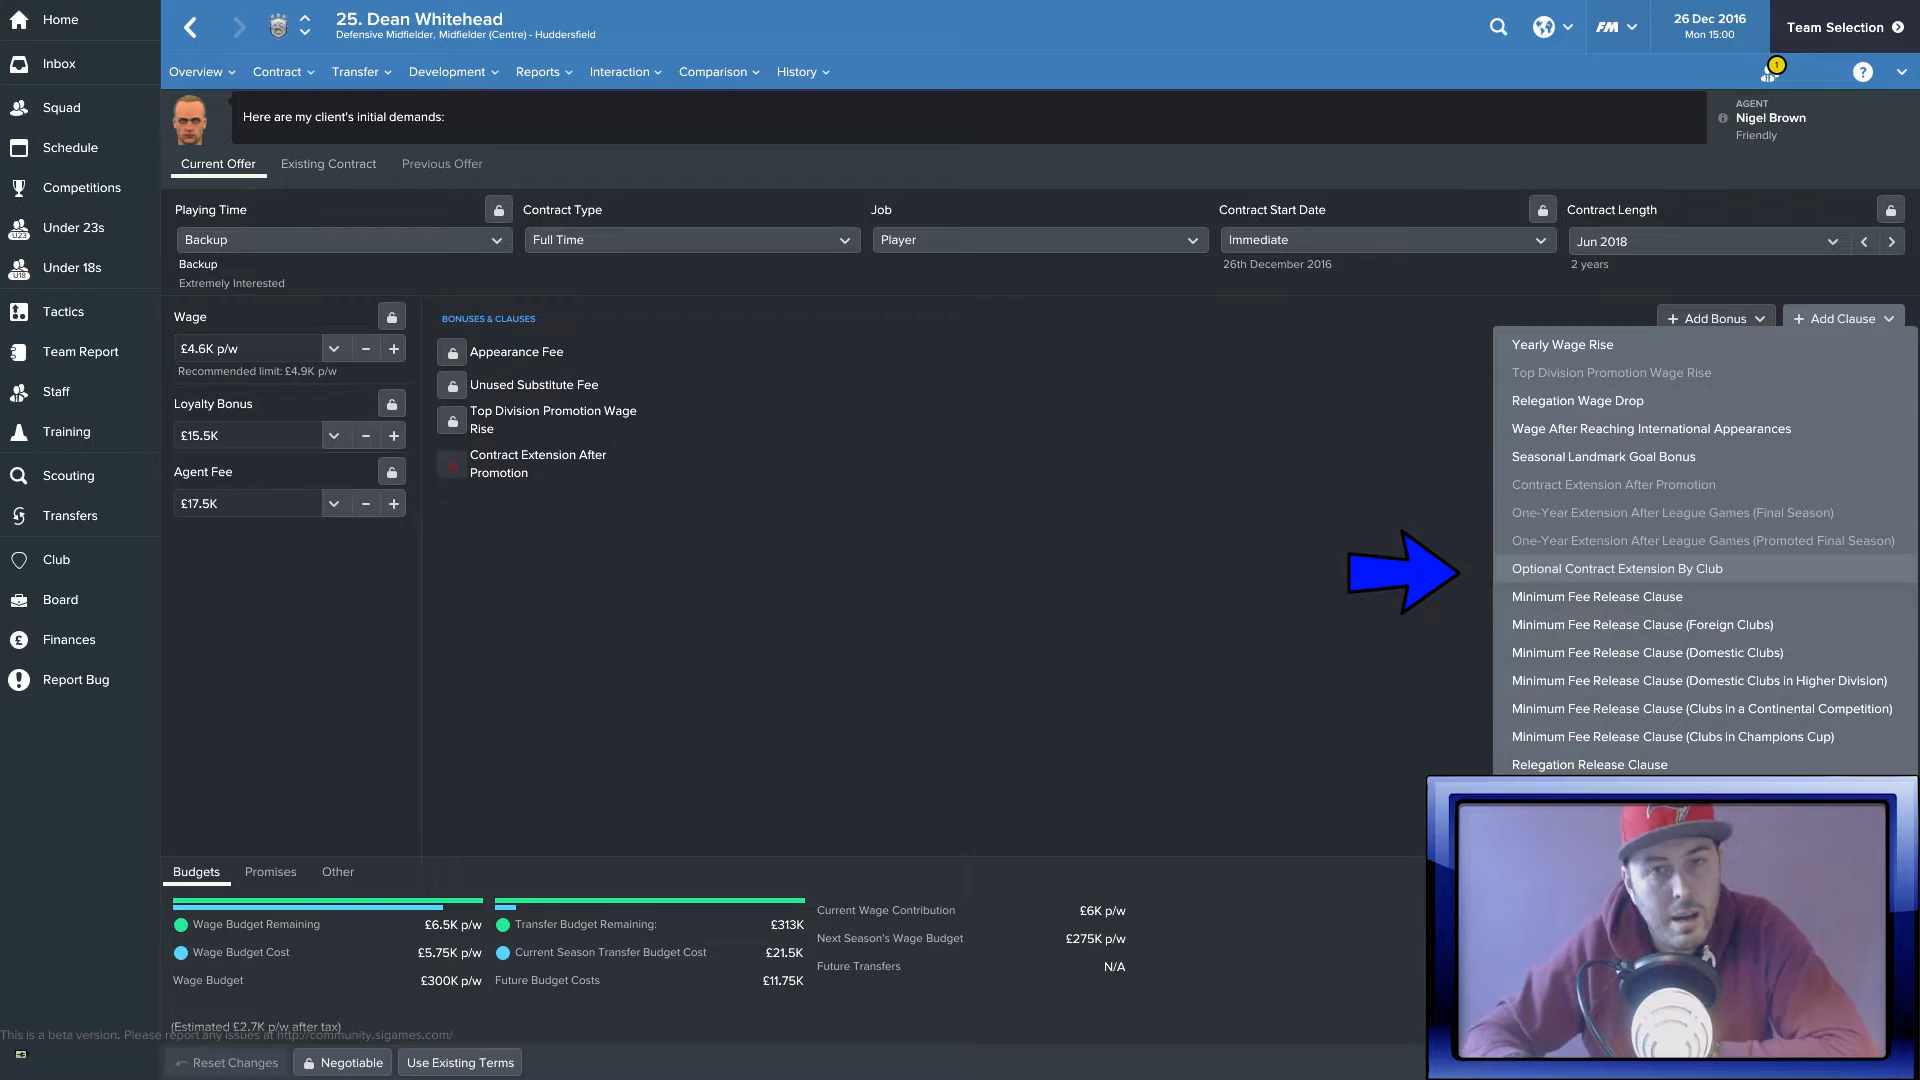 Home
Inbox
Squad
Schedule
Competitions
Under 23s
Under 18s
Tactics
Team Report
Staff
Training
Scouting
Transfers
Club
Board
Finances
Report Bug
25. Dean Whitehead
Defensive Midfielder, Midfielder (Centre) - Huddersfield
FM
26 Dec 2016
Mon 15:00
Team Selection
Overview Contract Transfer Development Reports Interaction Comparison History
1
?
Here are my client's initial demands:
AGENT
Nigel Brown
Friendly
Current Offer Existing Contract Previous Offer
Playing Time
Backup
Backup
Extremely Interested
Contract Type
Full Time
Job
Player
Contract Start Date
Immediate
26th December 2016
Contract Length
Jun 2018
2 years
Wage
£4.6K p/w
Recommended limit: £4.9K p/w
Loyalty Bonus
£15.5K
Agent Fee
£17.5K
BONUSES & CLAUSES
Appearance Fee
Unused Substitute Fee
Top Division Promotion Wage
Rise
Contract Extension After
Promotion
+ Add Bonus
+ Add Clause
Yearly Wage Rise
Top Division Promotion Wage Rise
Relegation Wage Drop
Wage After Reaching International Appearances
Seasonal Landmark Goal Bonus
Contract Extension After Promotion
One-Year Extension After League Games (Final Season)
One-Year Extension After League Games (Promoted Final Season)
Optional Contract Extension By Club
Minimum Fee Release Clause
Minimum Fee Release Clause (Foreign Clubs)
Minimum Fee Release Clause (Domestic Clubs)
Minimum Fee Release Clause (Domestic Clubs in Higher Division)
Minimum Fee Release Clause (Clubs in a Continental Competition)
Minimum Fee Release Clause (Clubs in Champions Cup)
Relegation Release Clause
Budgets Promises Other
Wage Budget Remaining £6.5K p/w
Wage Budget Cost £5.75K p/w
Wage Budget £300K p/w
Transfer Budget Remaining: £313K
Current Season Transfer Budget Cost £21.5K
Future Budget Costs £11.75K
Current Wage Contribution £6K p/w
Next Season's Wage Budget £275K p/w
Future Transfers N/A
(Estimated £2.7K p/w after tax)
This is a beta version. Please report any issues at http://community.sigames.com/
Reset Changes Negotiable Use Existing Terms